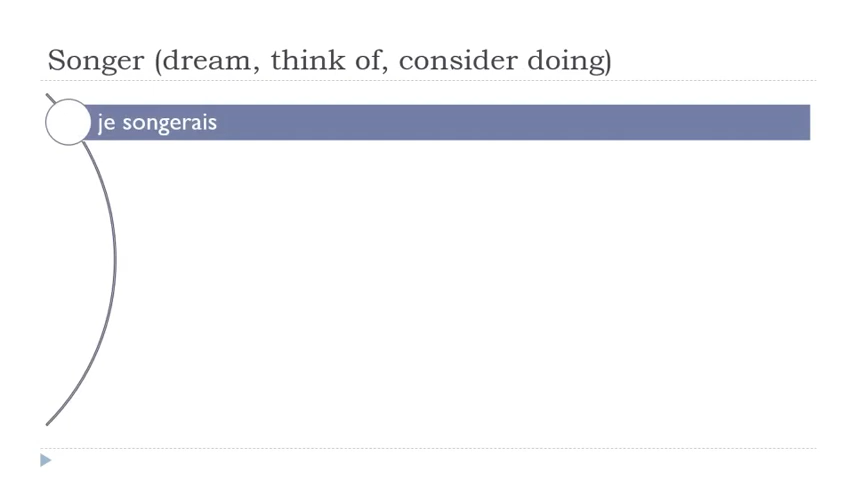 Songer (dream, think of, consider doing)
je songerais